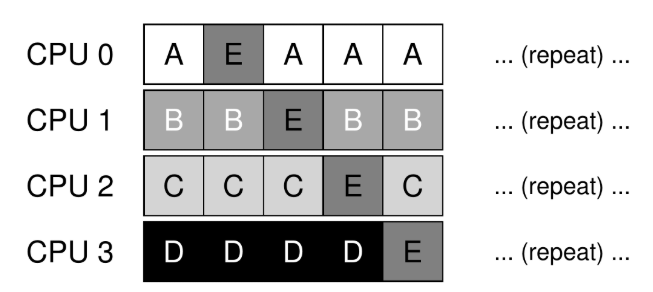 CPU 0 A E A A A ... (repeat) ...
CPU 1 B B E B B ... (repeat) ...
CPU 2 C C C E C ... (repeat) ...
CPU 3 D D D D E ... (repeat) ...